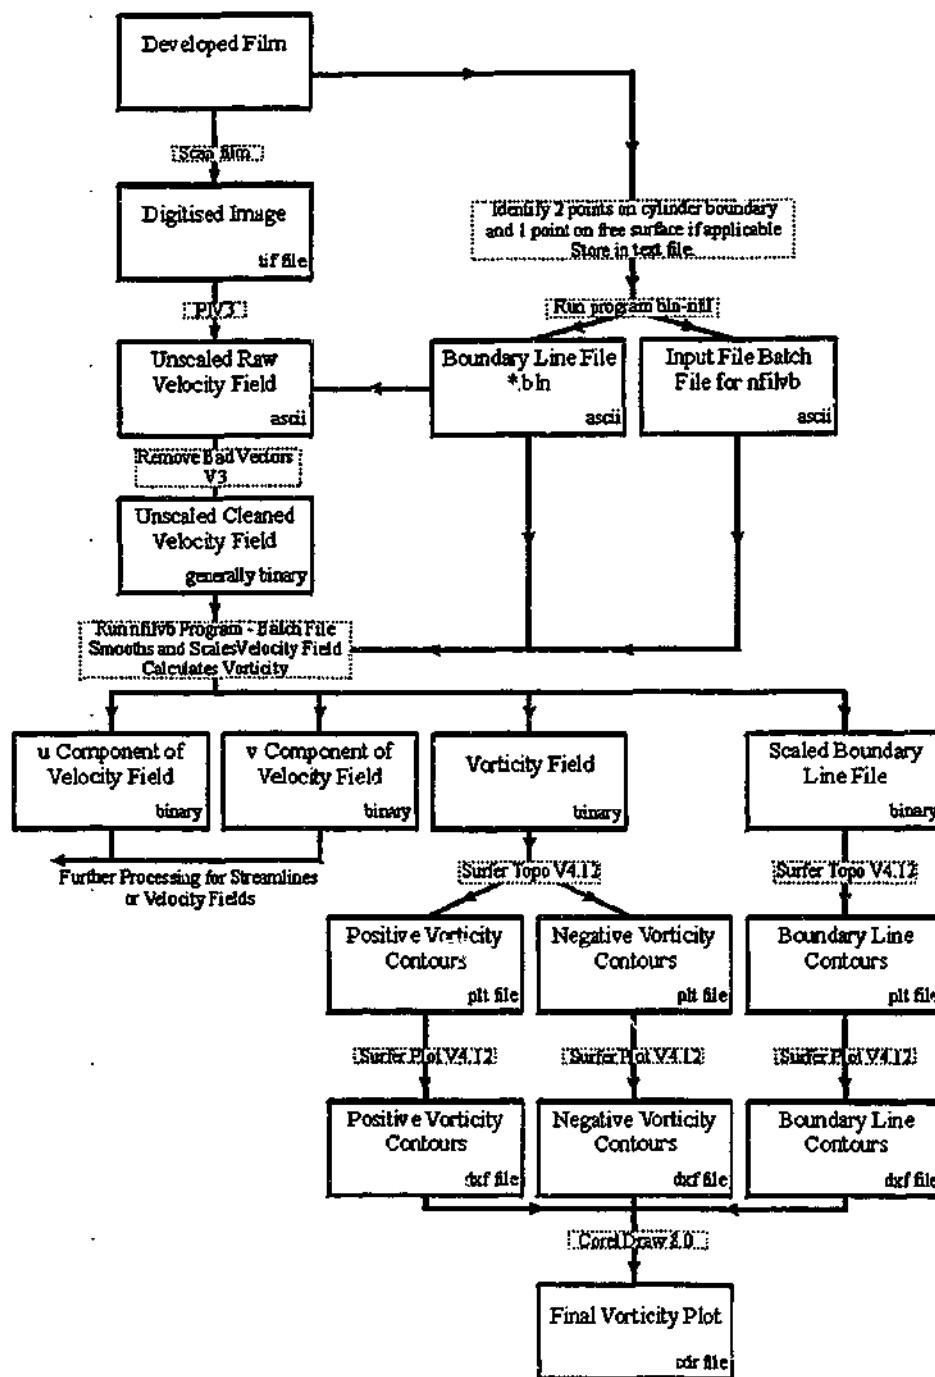 Developed Film
Scan film
Digitised Image
tif file
Identify 2 points on cylinder boundary
and 1 point on free surface if applicable
Store in text file.
PIV3
Run program bln-nfil
Unscaled Raw
Velocity Field
ascii
Boundary Line File
*.bln
ascii
Input File Batch
File for nfilvb
ascii
Remove Bad Vectors
V3
Unscaled Cleaned
Velocity Field
generally binary
Run nfilvb Program - Batch File
Smooths and Scales Velocity Field
Calculates Vorticity
u Component of
Velocity Field
binary
v Component of
Velocity Field
binary
Vorticity Field
binary
Scaled Boundary
Line File
binary
Further Processing for Streamlines
or Velocity Fields
Surfer Topo V4.12
Surfer Topo V4.12
Positive Vorticity
Contours
plt file
Negative Vorticity
Contours
plt file
Boundary Line
Contours
plt file
Surfer Plot V4.12
Surfer Plot V4.12
Surfer Plot V4.12
Positive Vorticity
Contours
dxf file
Negative Vorticity
Contours
dxf file
Boundary Line
Contours
dxf file
Corel Draw
Final Vorticity Plot
cdr file